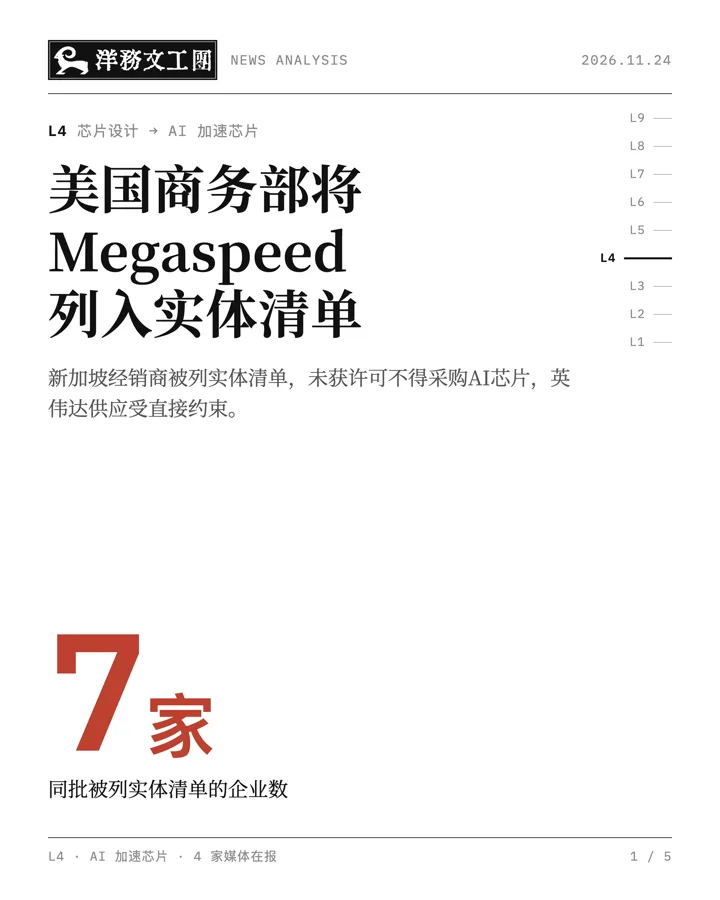 洋務文工團 NEWS ANALYSIS 2026.11.24
L4 芯片设计 → AI 加速芯片
美国商务部将
Megaspeed
列入实体清单
L9
L8
L7
L6
L5
L4
L3
L2
L1
新加坡经销商被列实体清单，未获许可不得采购AI芯片，英
伟达供应受直接约束。
7家
同批被列实体清单的企业数
L4 · AI 加速芯片 · 4 家媒体在报 1 / 5